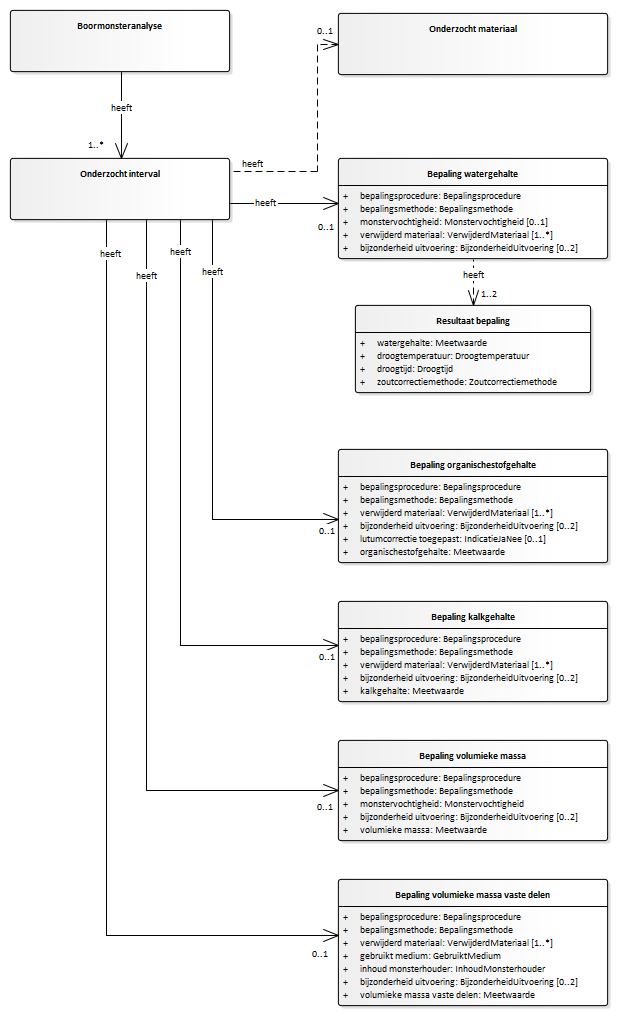 Boormonsteranalyse
Onderzocht materiaal
0..1
heeft
1..*
heeft
Onderzocht interval
Bepaling watergehalte
+ bepalingsprocedure: Bepalingsprocedure
+ bepalingsmethode: Bepalingsmethode
+ monstervochtigheid: Monstervochtigheid [0..1]
+ verwijderd materiaal: VerwijderdMateriaal [1..*]
+ bijzonderheid uitvoering: BijzonderheidUitvoering [0..2]
heeft
0..1
heeft
heeft
heeft
heeft
heeft
1..2
Resultaat bepaling
+ watergehalte: Meetwaarde
+ droogtemperatuur: Droogtemperatuur
+ droogtijd: Droogtijd
+ zoutcorrectiemethode: Zoutcorrectiemethode
Bepaling organischestofgehalte
+ bepalingsprocedure: Bepalingsprocedure
+ bepalingsmethode: Bepalingsmethode
+ verwijderd materiaal: VerwijderdMateriaal [1..*]
+ bijzonderheid uitvoering: BijzonderheidUitvoering [0..2]
+ lutumcorrectie toegepast: IndicatieJaNee [0..1]
+ organischestofgehalte: Meetwaarde
0..1
Bepaling kalkgehalte
+ bepalingsprocedure: Bepalingsprocedure
+ bepalingsmethode: Bepalingsmethode
+ verwijderd materiaal: VerwijderdMateriaal [1..*]
+ bijzonderheid uitvoering: BijzonderheidUitvoering [0..2]
+ kalkgehalte: Meetwaarde
0..1
Bepaling volumieke massa
+ bepalingsprocedure: Bepalingsprocedure
+ bepalingsmethode: Bepalingsmethode
+ monstervochtigheid: Monstervochtigheid
+ bijzonderheid uitvoering: BijzonderheidUitvoering [0..2]
+ volumieke massa: Meetwaarde
0..1
Bepaling volumieke massa vaste delen
+ bepalingsprocedure: Bepalingsprocedure
+ bepalingsmethode: Bepalingsmethode
+ verwijderd materiaal: VerwijderdMateriaal [1..*]
+ gebruikt medium: GebruiktMedium
+ inhoud monsterhouder: InhoudMonsterhouder
+ bijzonderheid uitvoering: BijzonderheidUitvoering [0..2]
+ volumieke massa vaste delen: Meetwaarde
0..1